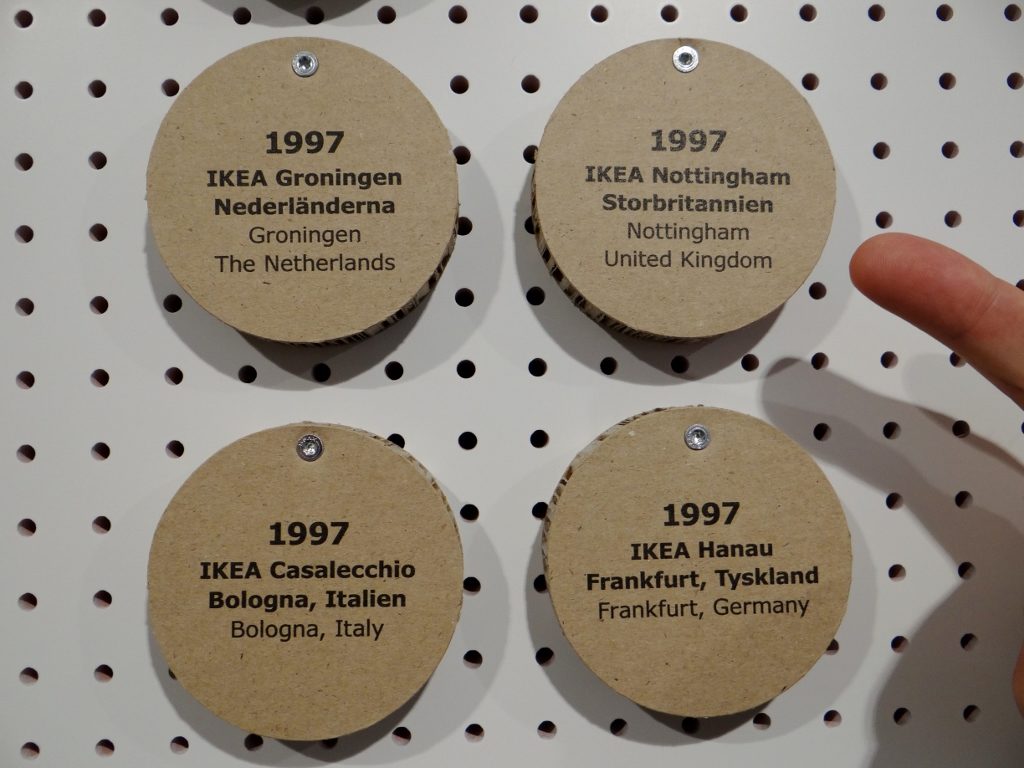 1997
IKEA Groningen
Nederländerna
Groningen
The Netherlands
1997
IKEA Nottingham
Storbritannien
Nottingham
United Kingdom
1997
IKEA Casalecchio
Bologna, Italien
Bologna, Italy
1997
IKEA Hanau
Frankfurt, Tyskland
Frankfurt, Germany